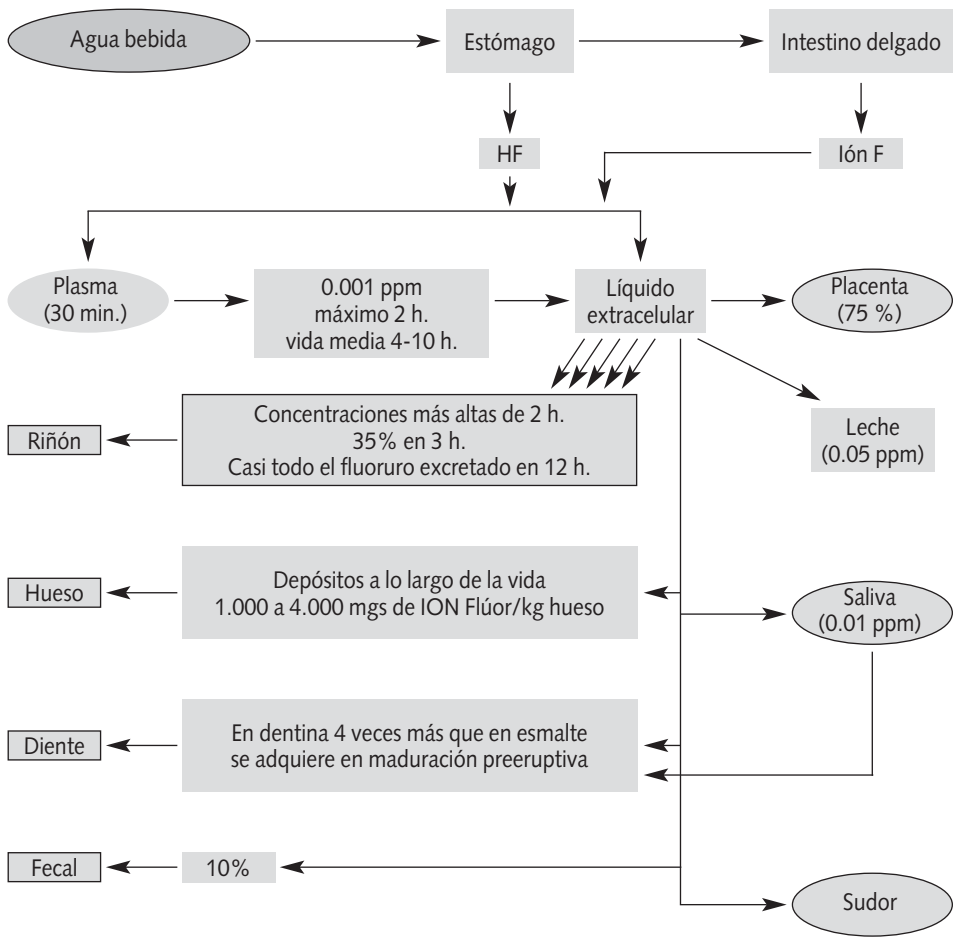 Agua bebida
Estómago
Intestino delgado
HF
Ión F
Plasma
(30 min.)
0.001 ppm
máximo 2 h.
vida media 4-10 h.
Líquido
extracelular
Placenta
(75 %)
Riñón
Concentraciones más altas de 2 h.
35% en 3 h.
Casi todo el fluoruro excretado en 12 h.
Leche
(0.05 ppm)
Hueso
Depósitos a lo largo de la vida
1.000 a 4.000 mgs de ION Flúor/kg hueso
Saliva
(0.01 ppm)
Diente
En dentina 4 veces más que en esmalte
se adquiere en maduración preeruptiva
Fecal
10%
Sudor